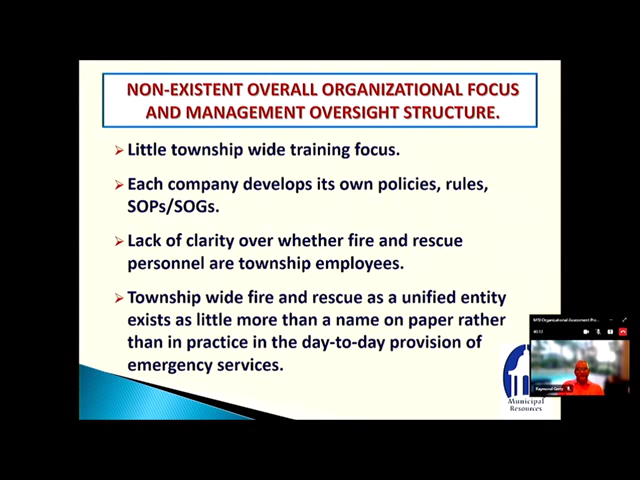 NON-EXISTENT OVERALL ORGANIZATIONAL FOCUS
AND MANAGEMENT OVERSIGHT STRUCTURE.
Little township wide training focus.
Each company develops its own policies, rules,
SOPs/SOGs.
Lack of clarity over whether fire and rescue
personnel are township employees.
Township wide fire and rescue as a unified entity
exists as little more than a name on paper rather
than in practice in the day-to-day provision of
emergency services.
Organizational Assessment
Raymond
Municipal
Resources